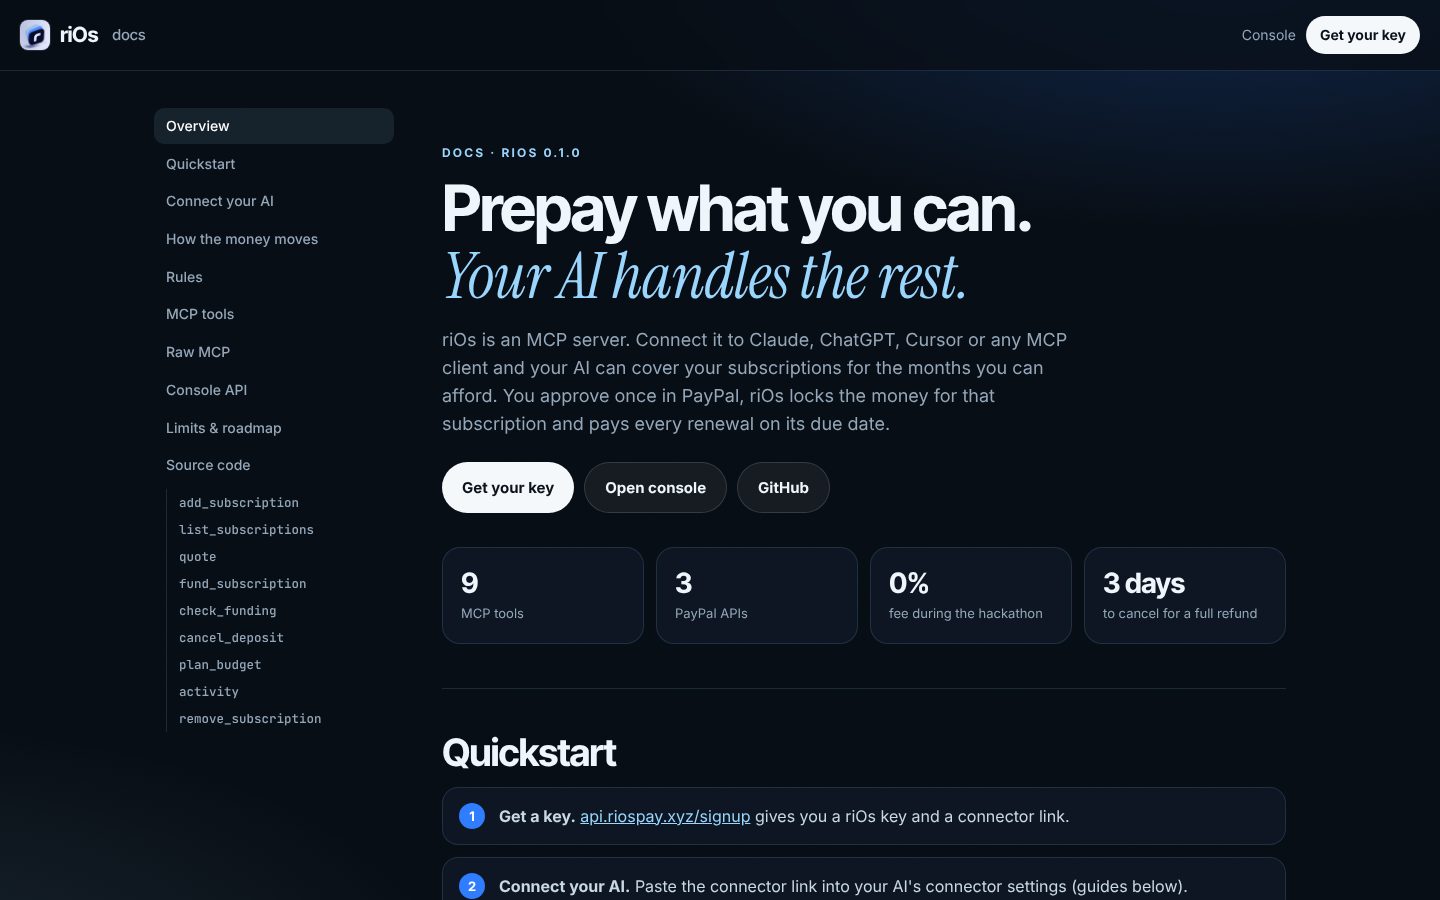 riOs docs
Console
Get your key
Overview
Quickstart
Connect your AI
How the money moves
Rules
MCP tools
Raw MCP
Console API
Limits & roadmap
Source code
add_subscription
list_subscriptions
quote
fund_subscription
check_funding
cancel_deposit
plan_budget
activity
remove_subscription
DOCS · RIOS 0.1.0
Prepay what you can.
Your AI handles the rest.
riOs is an MCP server. Connect it to Claude, ChatGPT, Cursor or any MCP
client and your AI can cover your subscriptions for the months you can
afford. You approve once in PayPal, riOs locks the money for that
subscription and pays every renewal on its due date.
Get your key
Open console
GitHub
9
MCP tools
3
PayPal APIs
0%
fee during the hackathon
3 days
to cancel for a full refund
Quickstart
1 Get a key. api.riospay.xyz/signup gives you a riOs key and a connector link.
2 Connect your AI. Paste the connector link into your AI's connector settings (guides below).